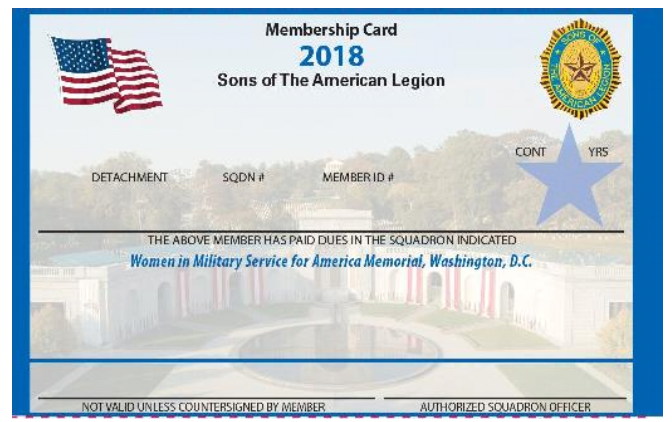 Membership Card
2018
Sons of The American Legion
SONS OF
THE AMERICAN LEGION
CONT YRS
DETACHMENT SQDN # MEMBER ID #
THE ABOVE MEMBER HAS PAID DUES IN THE SQUADRON INDICATED
Women in Military Service for America Memorial, Washington, D.C.
NOT VALID UNLESS COUNTERSIGNED BY MEMBER AUTHORIZED SQUADRON OFFICER